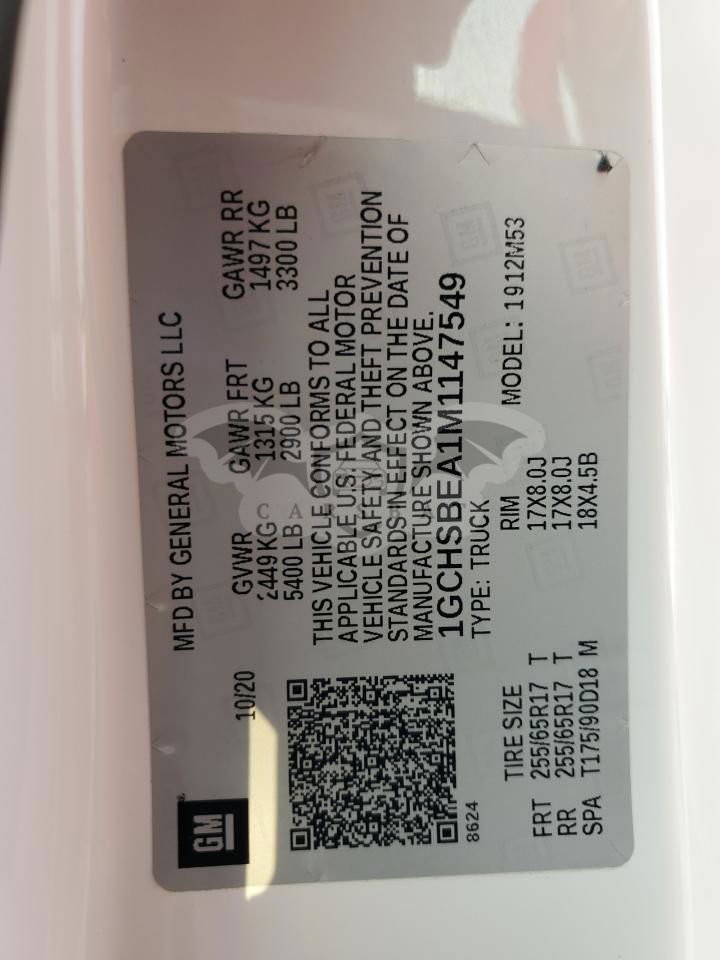 GM
MFD BY GENERAL MOTORS LLC
10/20 GVWR GAWR FRT GAWR RR
2449 KG 1315 KG 1497 KG
5400 LB 2900 LB 3300 LB
THIS VEHICLE CONFORMS TO ALL
APPLICABLE U.S. FEDERAL MOTOR
VEHICLE SAFETY AND THEFT PREVENTION
STANDARDS IN EFFECT ON THE DATE OF
MANUFACTURE SHOWN ABOVE.
1GCHSBEA1M1147549
8624 TYPE: TRUCK
TIRE SIZE RIM MODEL: 1912M53
FRT 255/65R17 T 17X8.0J
RR 255/65R17 T 17X8.0J
SPA T175/90D18 M 18X4.5B